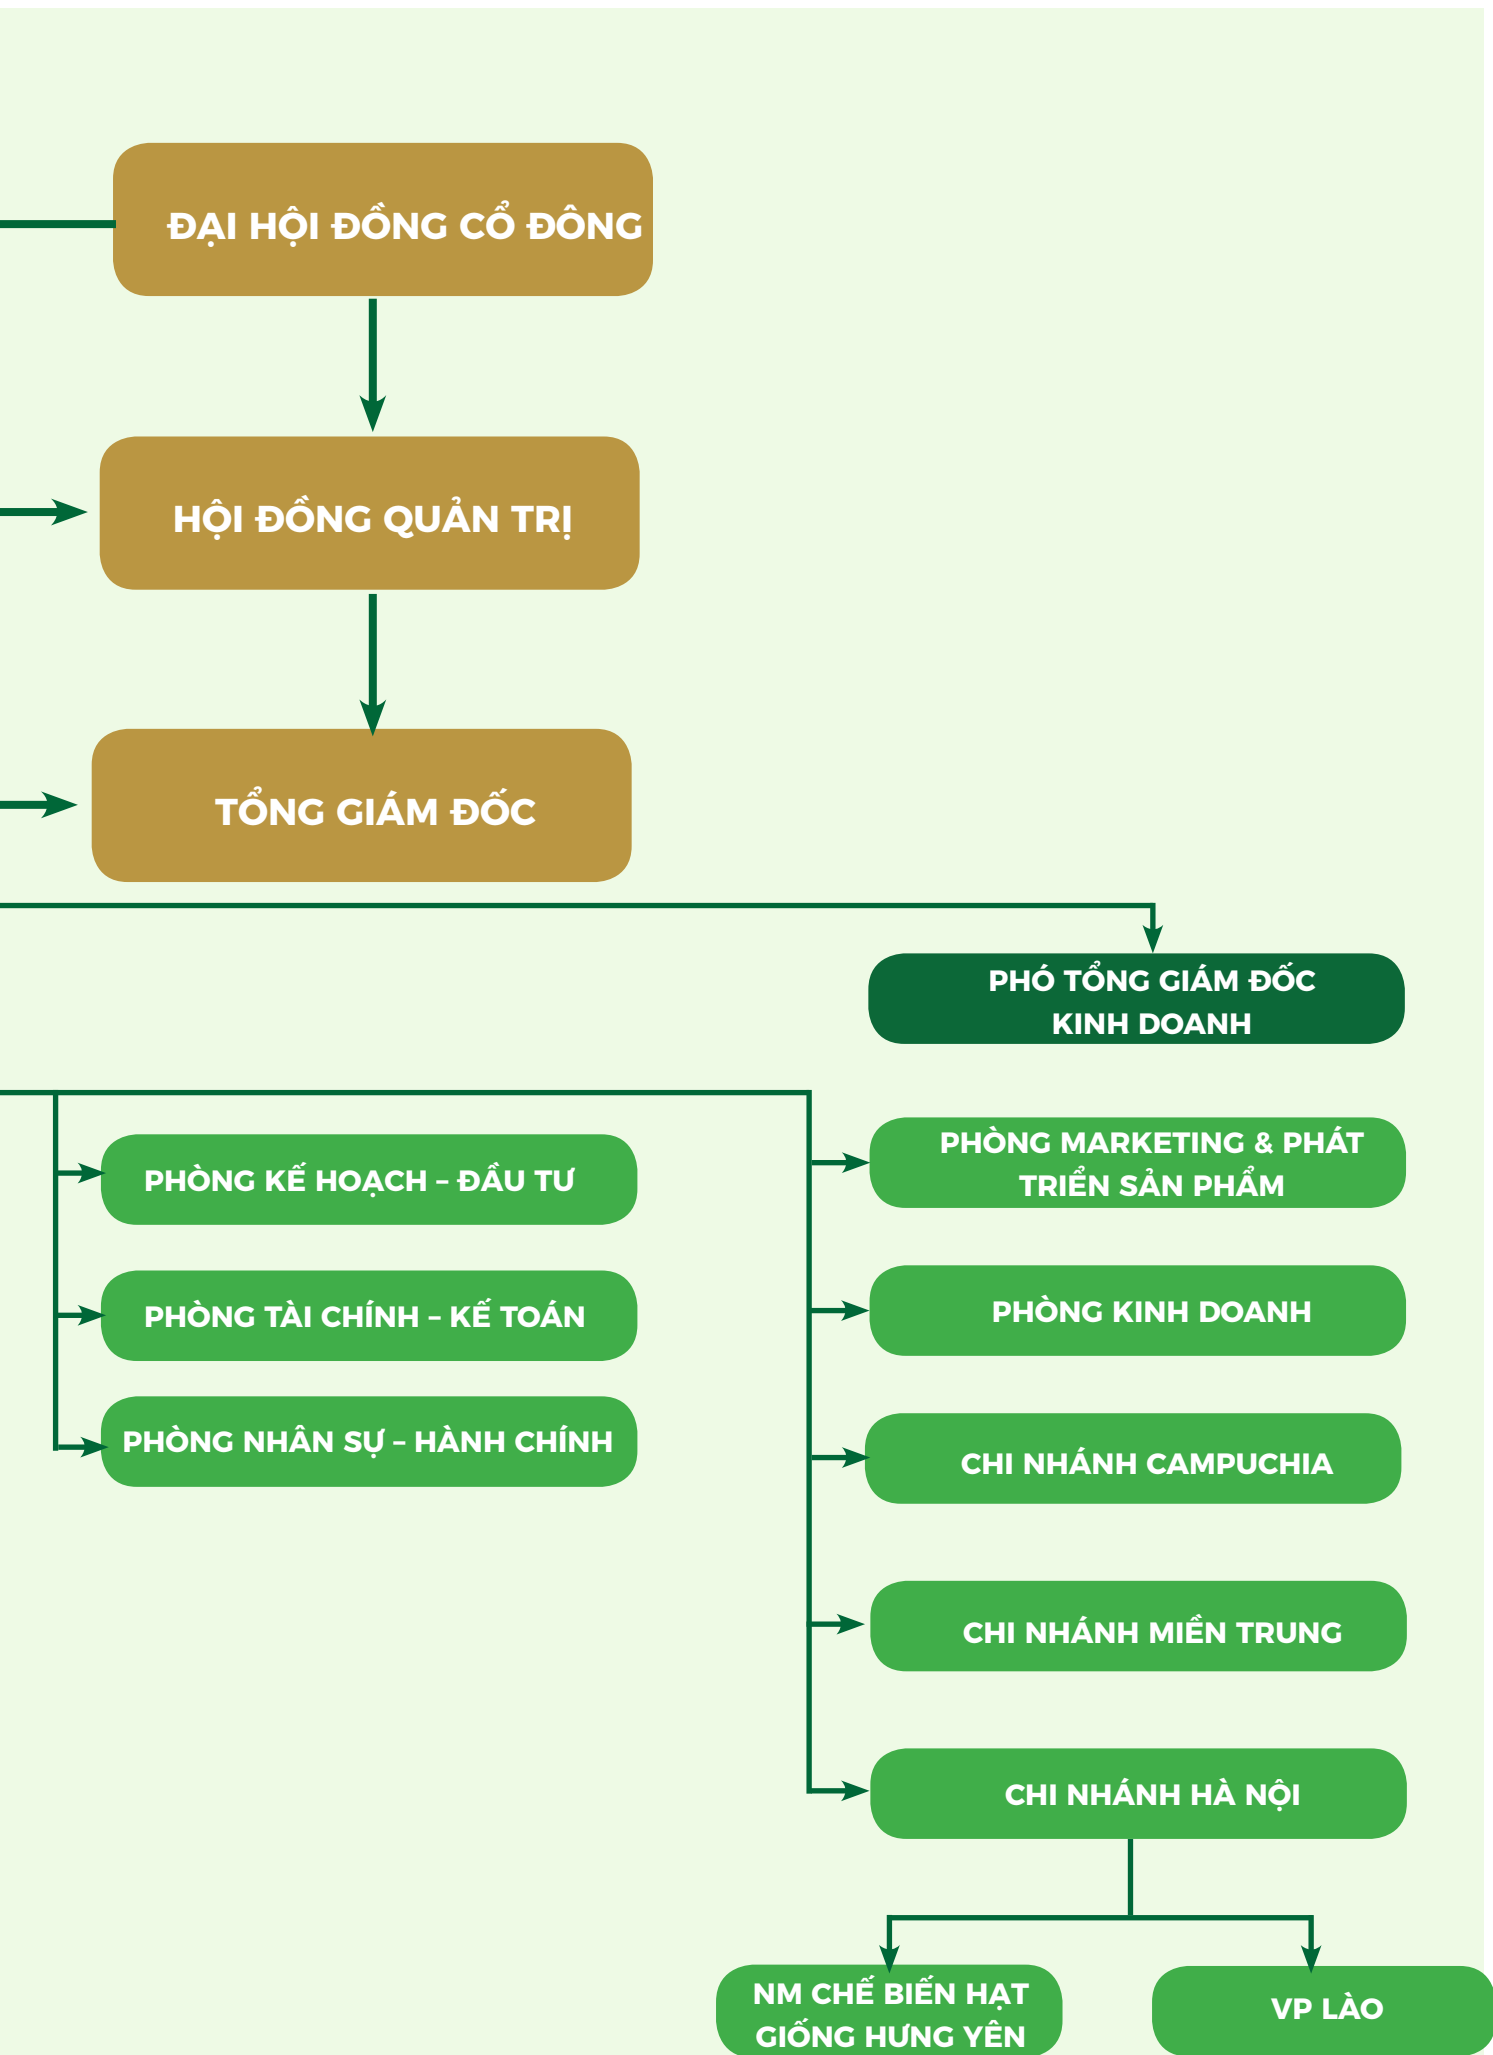 ĐẠI HỘI ĐỒNG CỔ ĐÔNG
HỘI ĐỒNG QUẢN TRỊ
TỔNG GIÁM ĐỐC
PHÓ TỔNG GIÁM ĐỐC
KINH DOANH
PHÒNG KẾ HOẠCH – ĐẦU TƯ
PHÒNG TÀI CHÍNH – KẾ TOÁN
PHÒNG NHÂN SỰ – HÀNH CHÍNH
PHÒNG MARKETING & PHÁT
TRIỂN SẢN PHẨM
PHÒNG KINH DOANH
CHI NHÁNH CAMPUCHIA
CHI NHÁNH MIỀN TRUNG
CHI NHÁNH HÀ NỘI
NM CHẾ BIẾN HẠT
GIỐNG HƯNG YÊN
VP LÀO